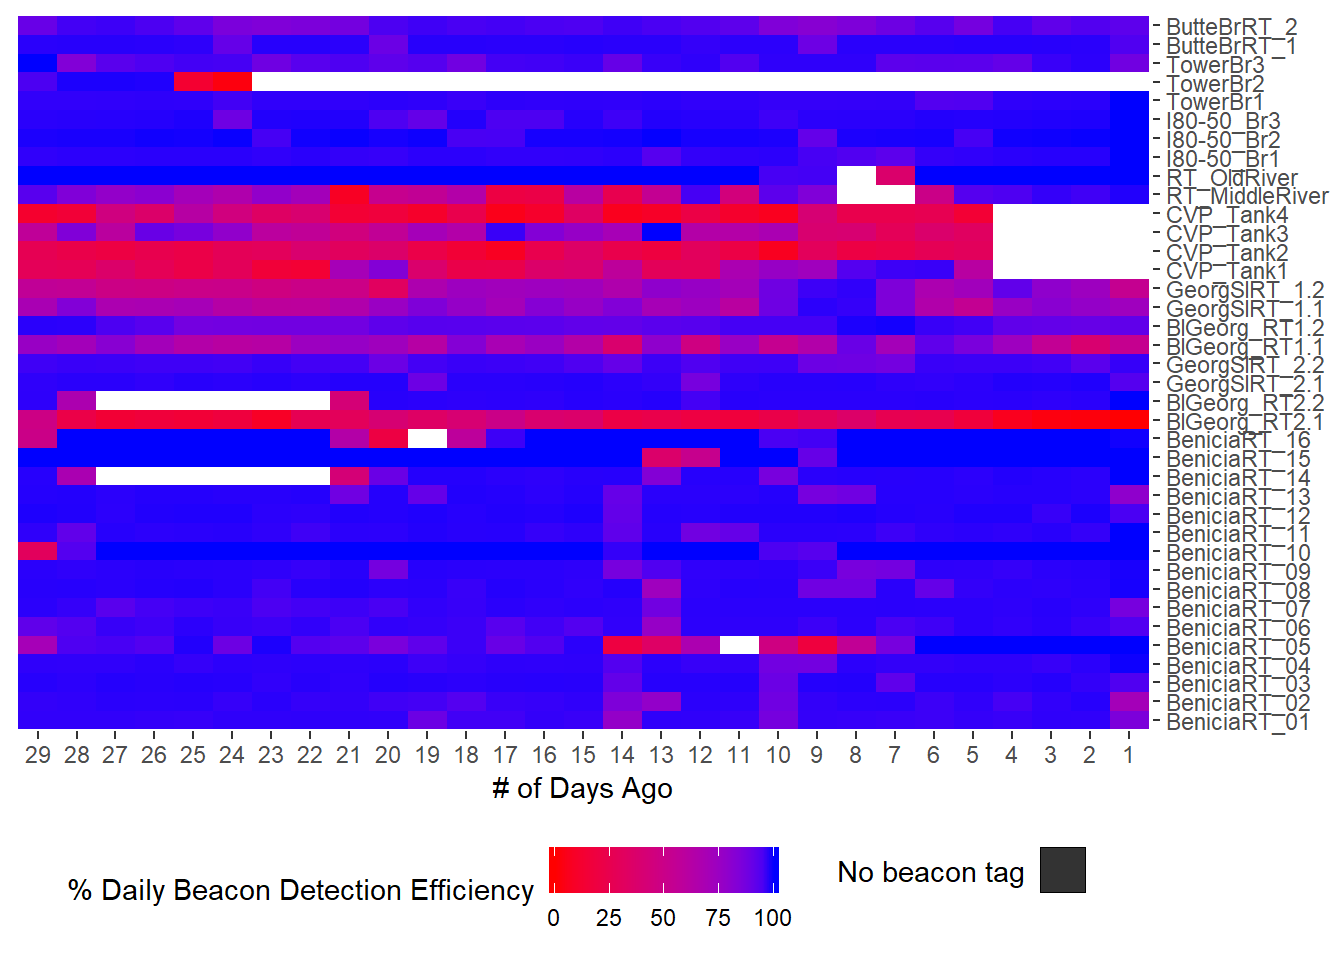 ButteBrRT_2
ButteBrRT_1
TowerBr3
TowerBr2
TowerBr1
I80-50_Br3
I80-50_Br2
I80-50_Br1
RT_OldRiver
RT_MiddleRiver
CVP_Tank4
CVP_Tank3
CVP_Tank2
CVP_Tank1
GeorgSlRT_1.2
GeorgSlRT_1.1
BlGeorg_RT1.2
BlGeorg_RT1.1
GeorgSlRT_2.2
GeorgSlRT_2.1
BlGeorg_RT2.2
BlGeorg_RT2.1
BeniciaRT_16
BeniciaRT_15
BeniciaRT_14
BeniciaRT_13
BeniciaRT_12
BeniciaRT_11
BeniciaRT_10
BeniciaRT_09
BeniciaRT_08
BeniciaRT_07
BeniciaRT_06
BeniciaRT_05
BeniciaRT_04
BeniciaRT_03
BeniciaRT_02
BeniciaRT_01
29 28 27 26 25 24 23 22 21 20 19 18 17 16 15 14 13 12 11 10 9 8 7 6 5 4 3 2 1
# of Days Ago
% Daily Beacon Detection Efficiency
0 25 50 75 100
No beacon tag